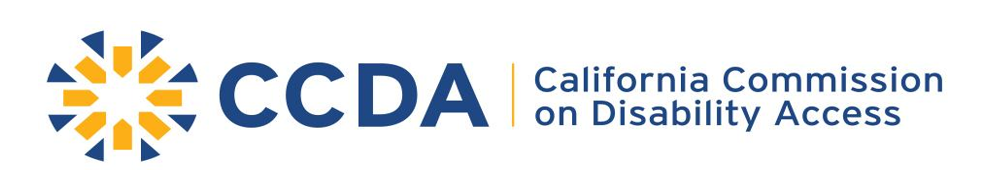 CCDA
California Commission
on Disability Access